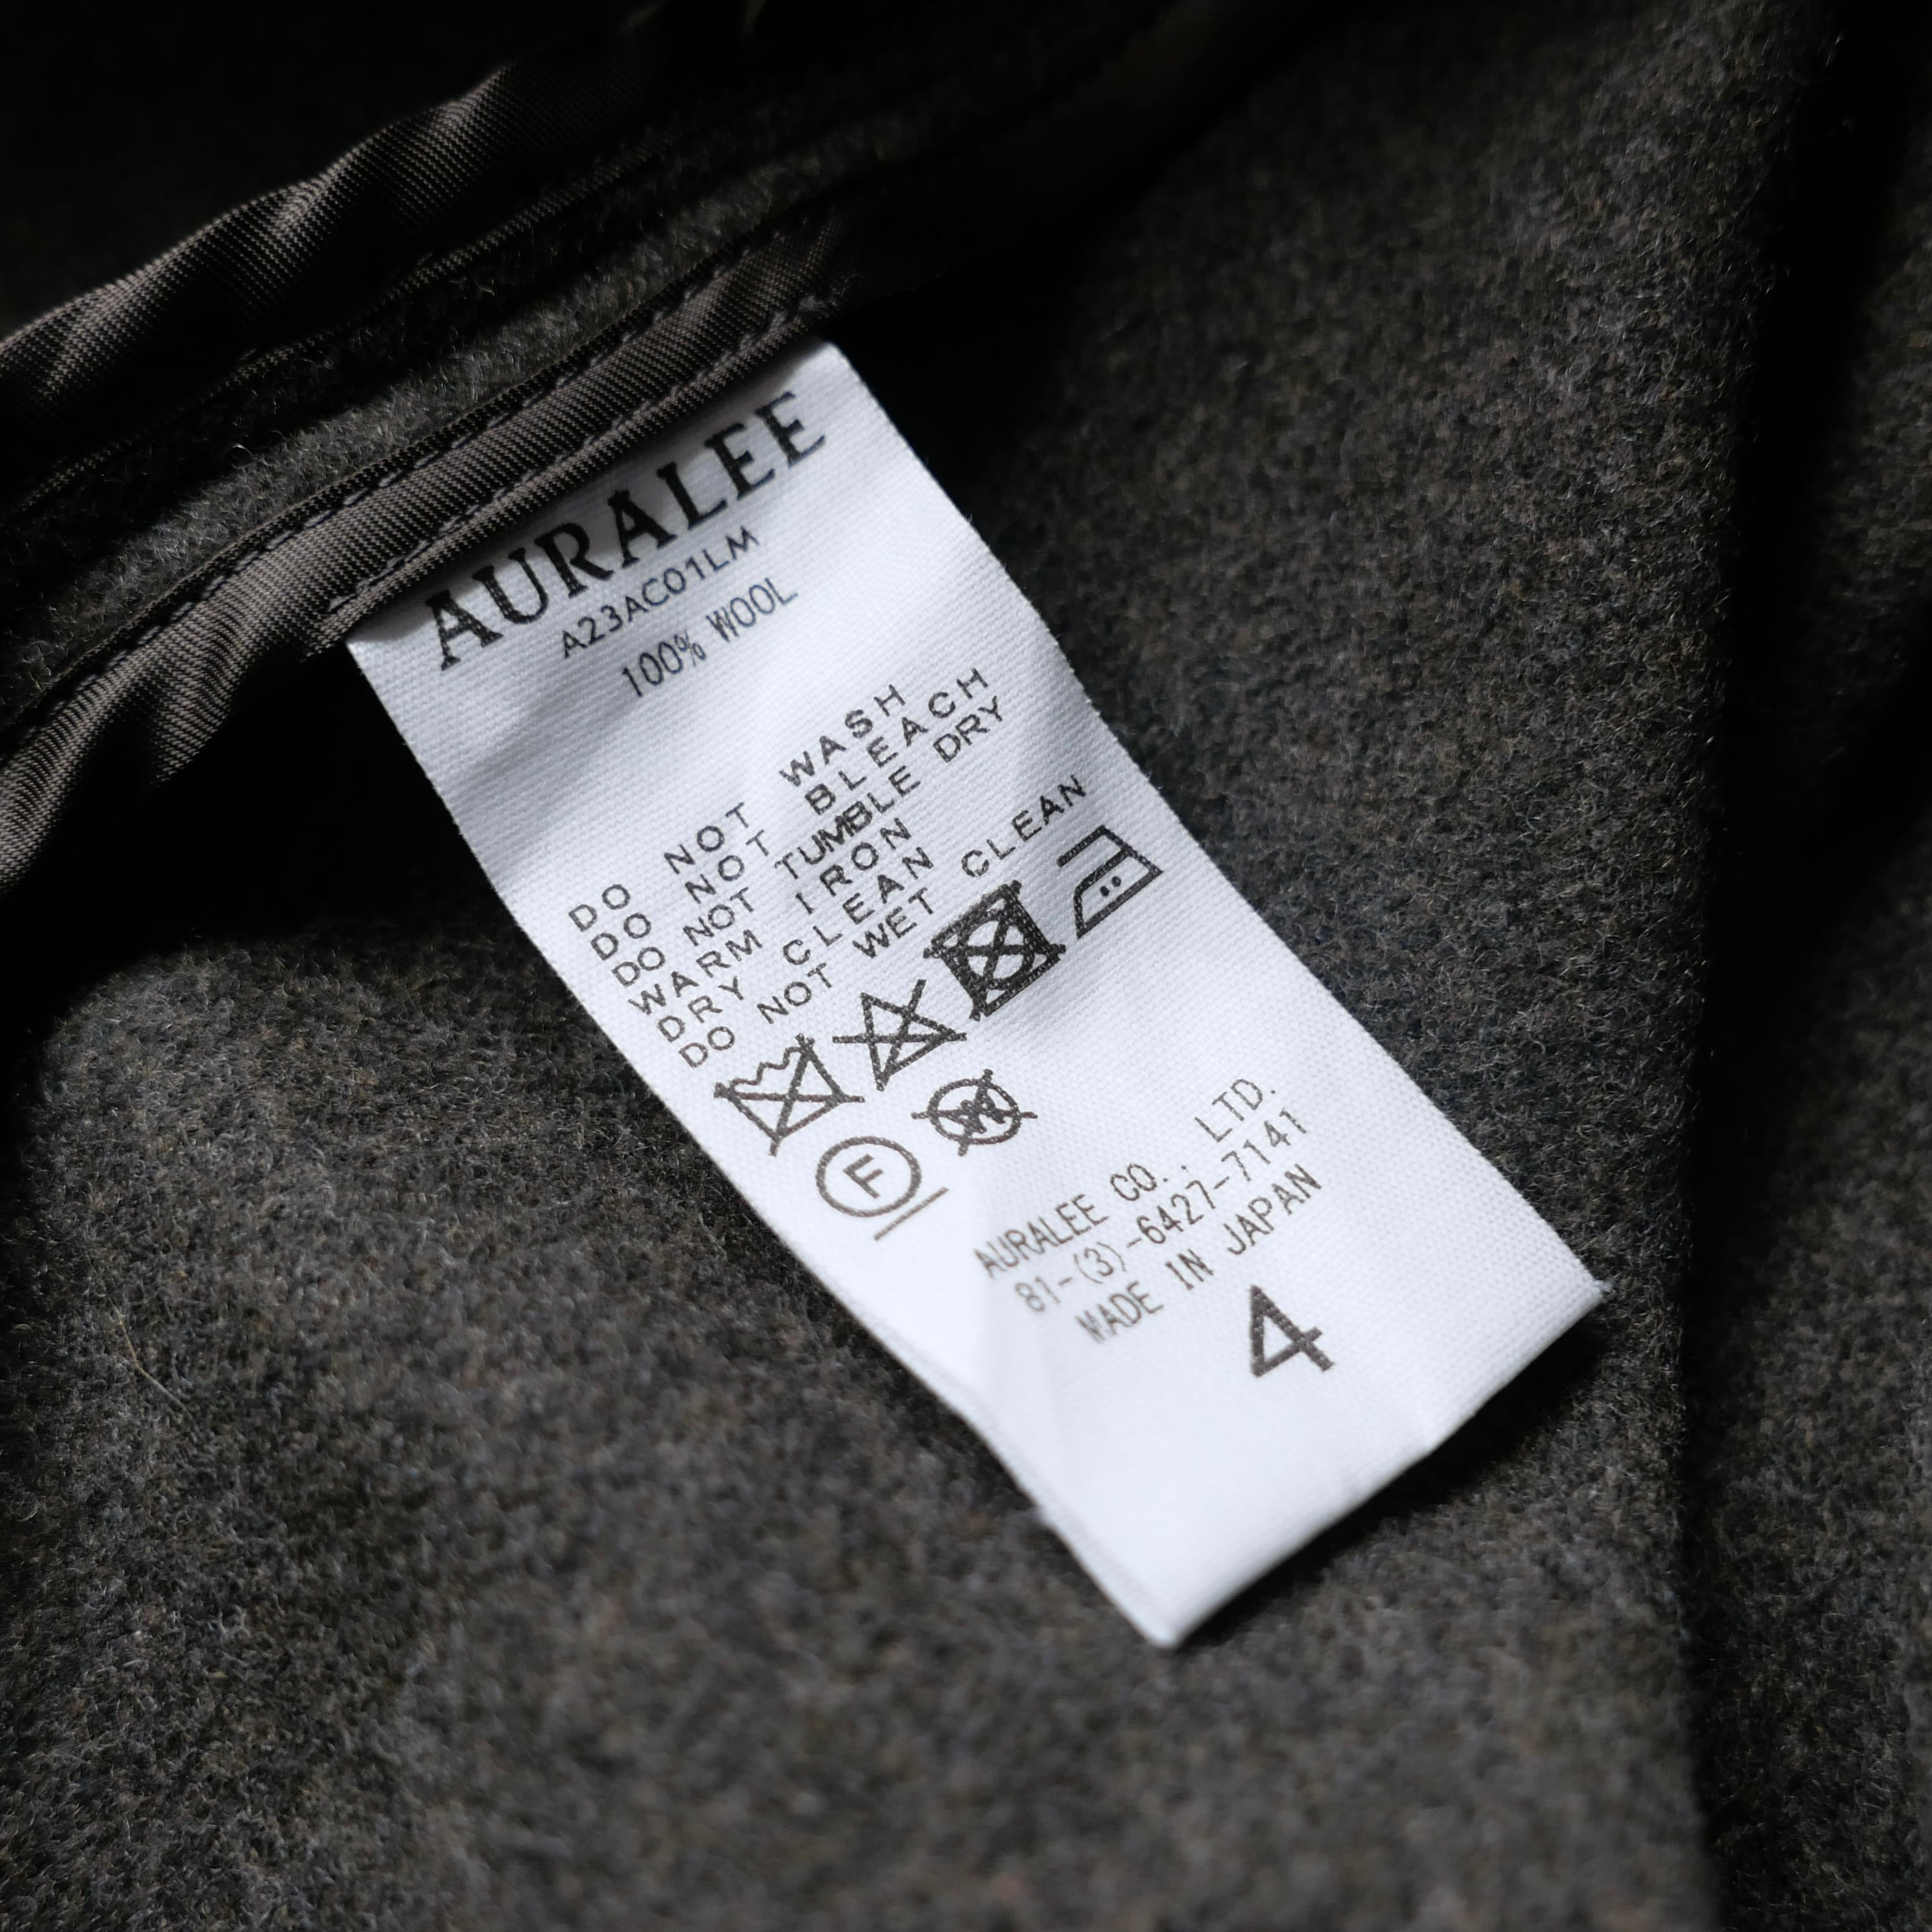 AURALEE
A23AC01LM
100% WOOL
DO NOT WASH
DO NOT BLEACH
DO NOT TUMBLE DRY
WARM IRON
DRY CLEAN
DO NOT WET CLEAN
W
F
AURALEE CO., LTD.
81-(3)-6427-7141
MADE IN JAPAN
4